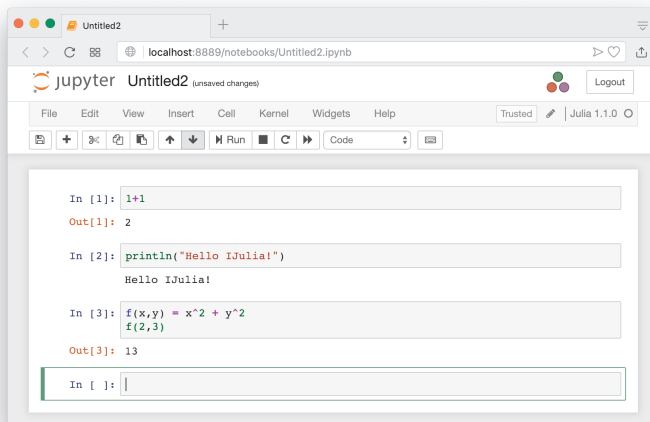 Untitled2
localhost:8889/notebooks/Untitled2.ipynb
jupyter Untitled2 (unsaved changes)
Logout
File Edit View Insert Cell Kernel Widgets Help Trusted Julia 1.1.0
Run Code
In [1]: 1+1
Out[1]: 2
In [2]: println("Hello IJulia!")
Hello IJulia!
In [3]: f(x,y) = x^2 + y^2
f(2,3)
Out[3]: 13
In [ ]: